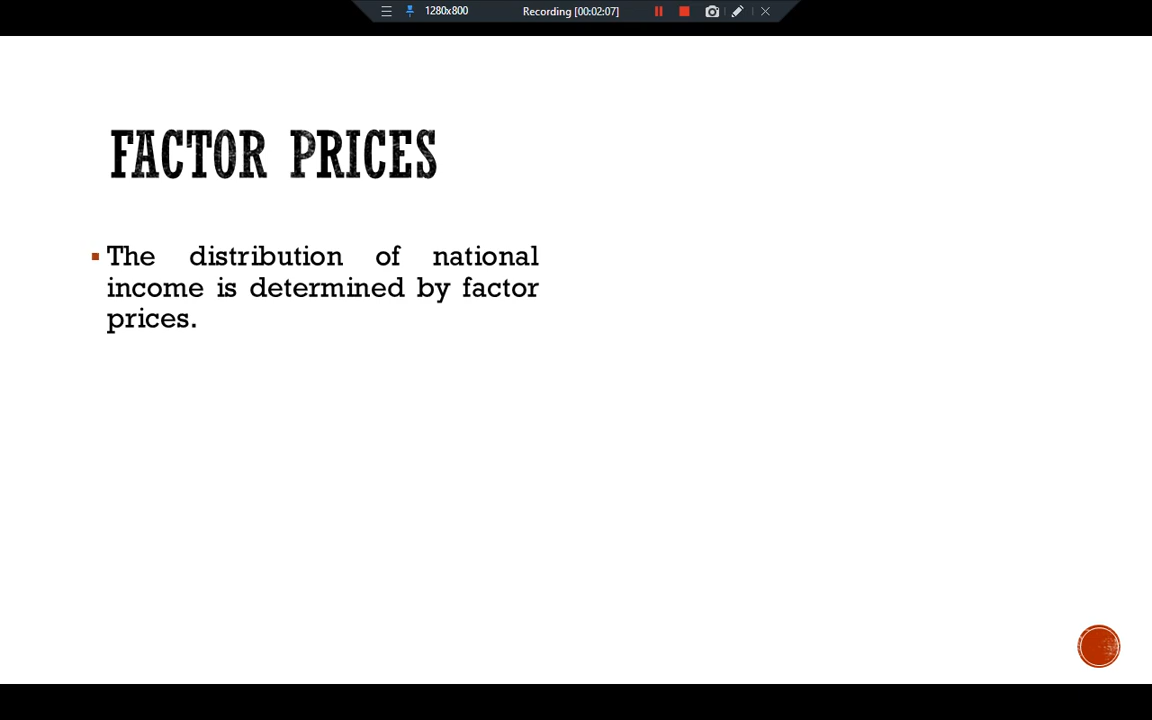 1280x800 Recording [00:02:07]
FACTOR PRICES
The distribution of national
income is determined by factor
prices.